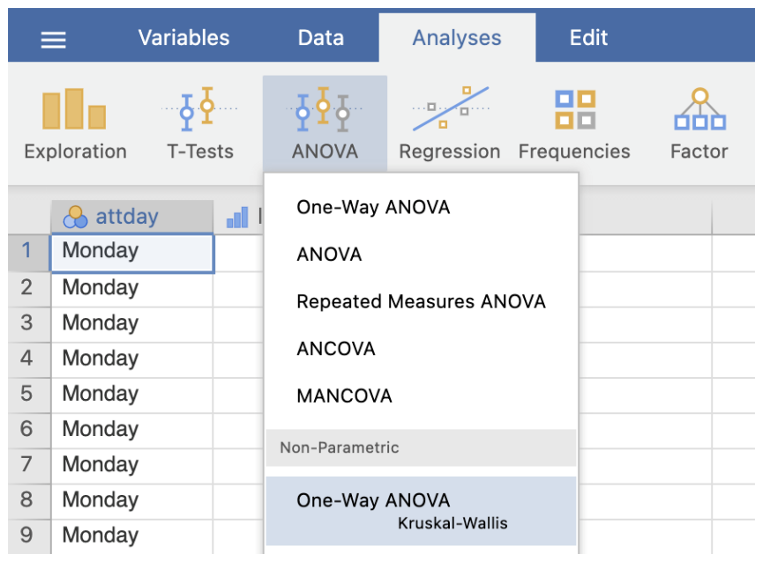 Variables Data Analyses Edit
Exploration T-Tests ANOVA Regression Frequencies Factor
One-Way ANOVA
ANOVA
Repeated Measures ANOVA
ANCOVA
MANCOVA
Non-Parametric
One-Way ANOVA
Kruskal-Wallis
attday
1 Monday
2 Monday
3 Monday
4 Monday
5 Monday
6 Monday
7 Monday
8 Monday
9 Monday